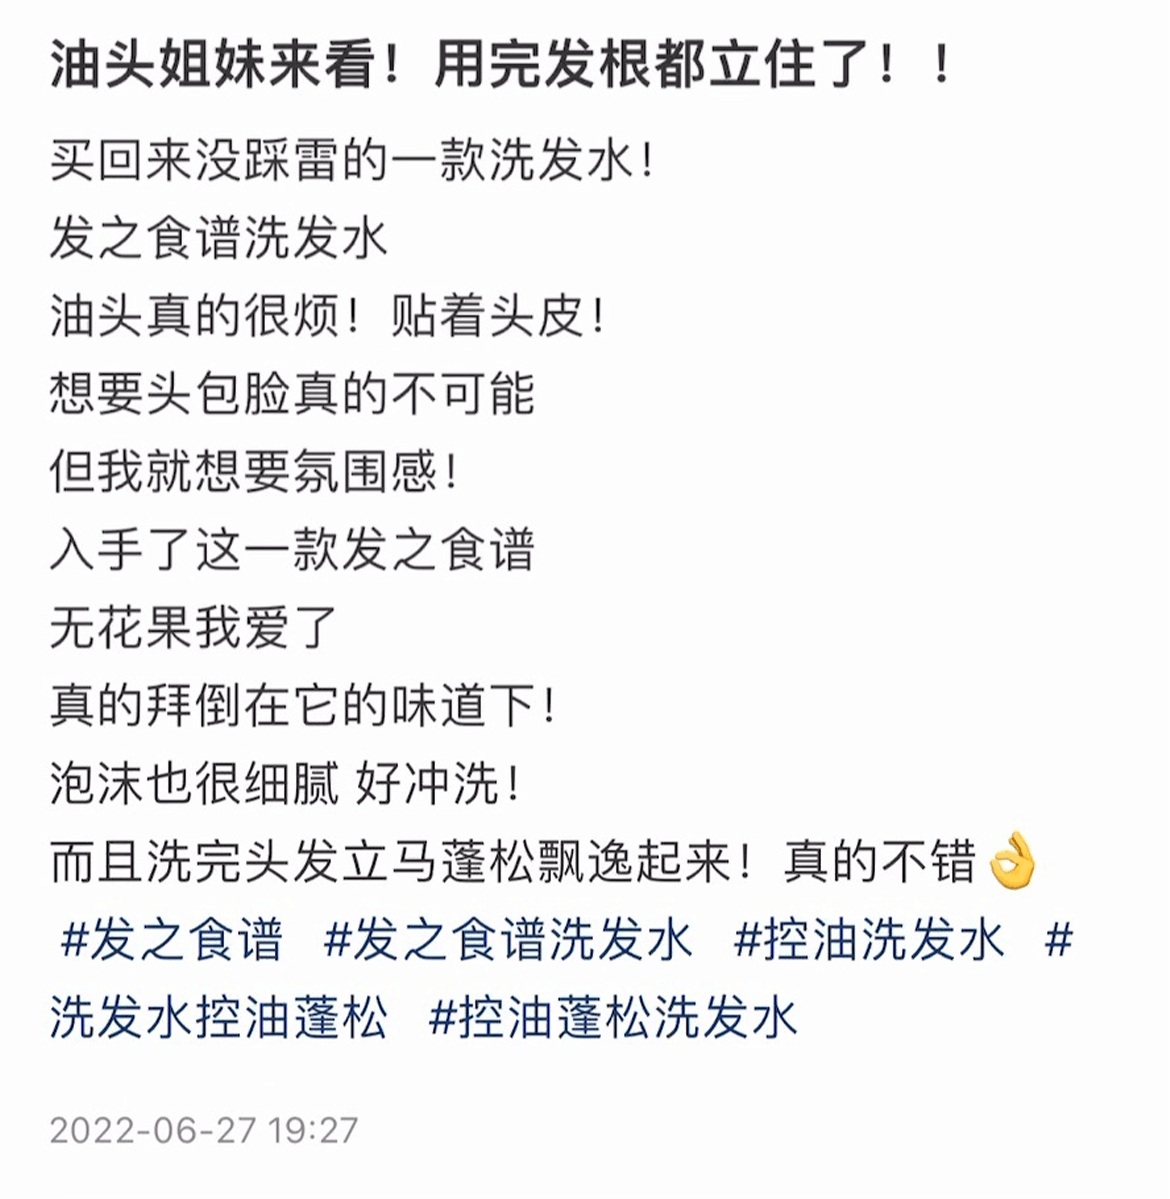 油头姐妹来看！用完发根都立住了！！
买回来没踩雷的一款洗发水！
发之食谱洗发水
油头真的很烦！贴着头皮！
想要头包脸真的不可能
但我就想要氛围感！
入手了这一款发之食谱
无花果我爱了
真的拜倒在它的味道下！
泡沫也很细腻 好冲洗！
而且洗完头发立马蓬松飘逸起来！真的不错👌
#发之食谱 #发之食谱洗发水 #控油洗发水 #
洗发水控油蓬松 #控油蓬松洗发水
2022-06-27 19:27